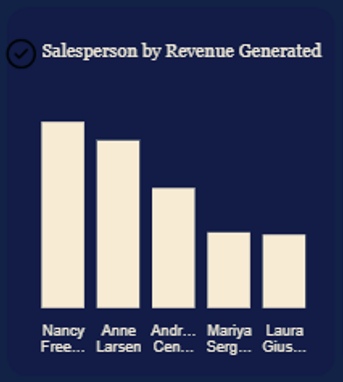 Salesperson by Revenue Generated
Nancy Anne Andr... Mariya Laura
Free... Larsen Cen... Serg... Gius...